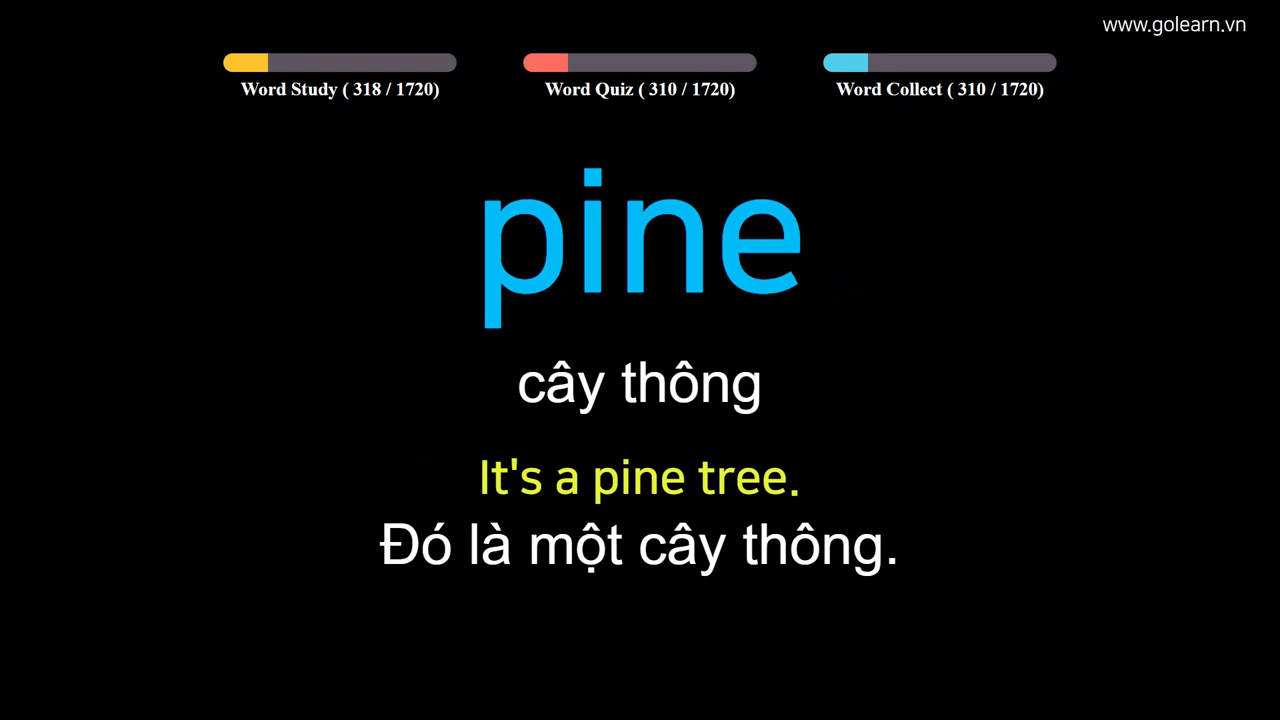 www.golearn.vn
Word Study ( 318 / 1720)
Word Quiz ( 310 / 1720)
Word Collect ( 310 / 1720)
pine
cây thông
It's a pine tree.
Đó là một cây thông.